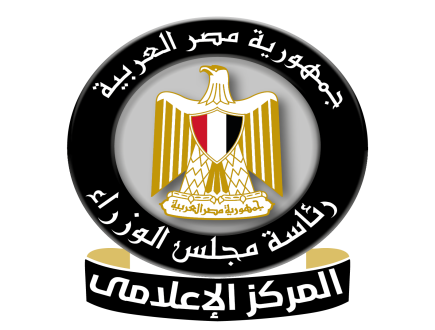 جمهورية مصر العربية
جمهورية مصر العربية
رئاسة مجلس الوزراء
المركز الإعلامى